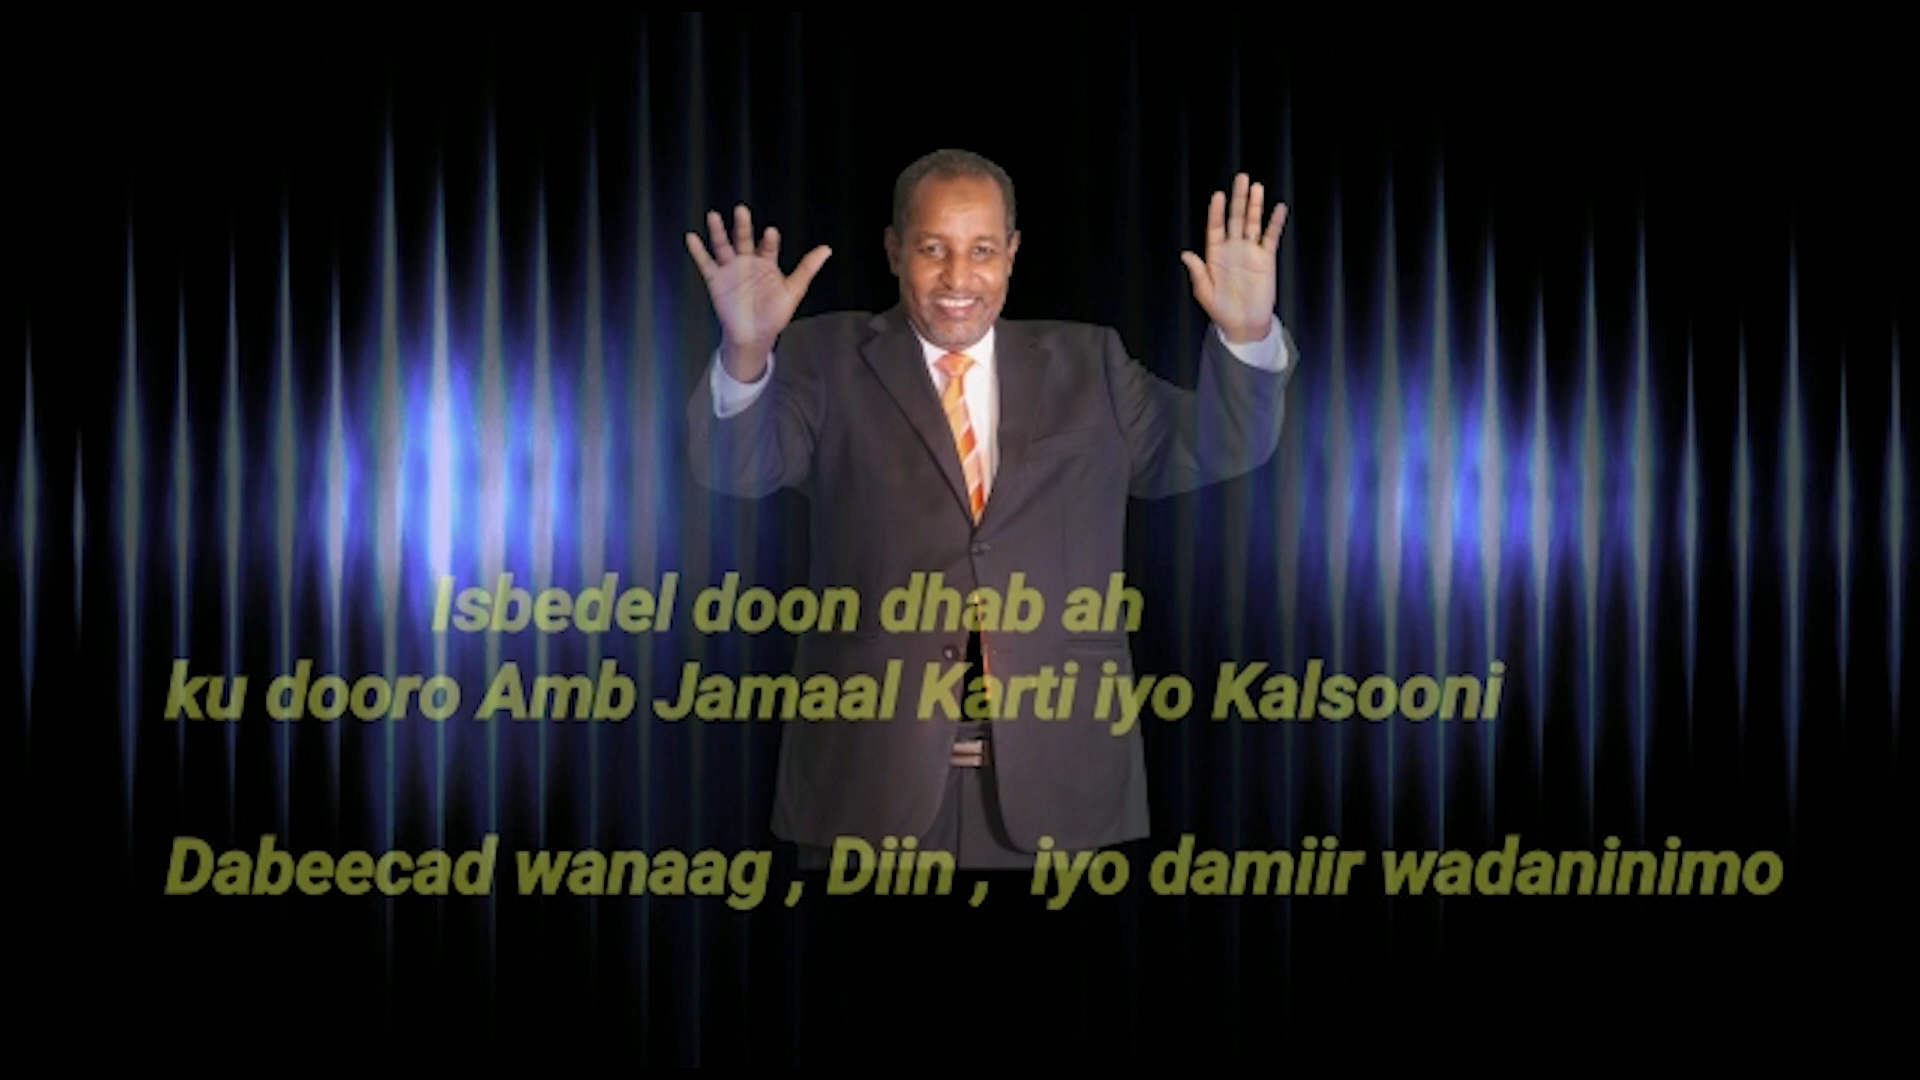 Isbedel doon dhab ah
ku dooro Amb Jamaal Karti iyo Kalsooni
Dabeecad wanaag , Diin , iyo damiir wadaninimo